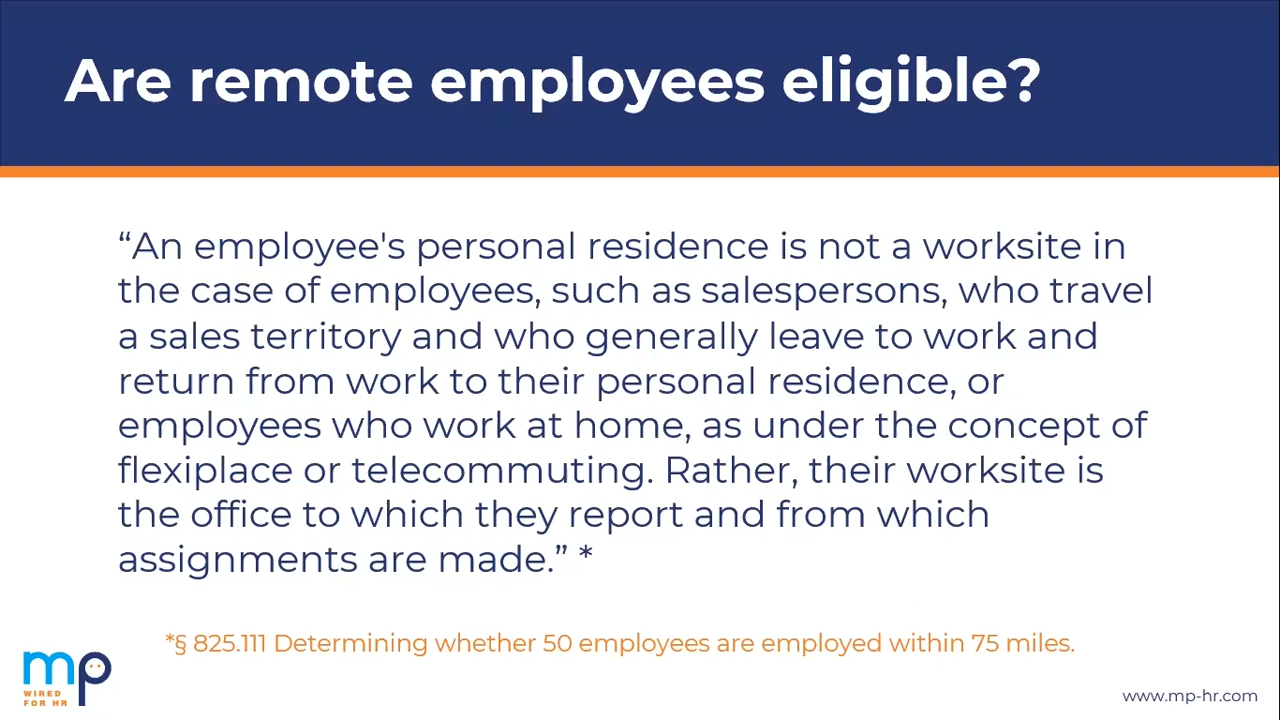 Are remote employees eligible?
“An employee's personal residence is not a worksite in
the case of employees, such as salespersons, who travel
a sales territory and who generally leave to work and
return from work to their personal residence, or
employees who work at home, as under the concept of
flexiplace or telecommuting. Rather, their worksite is
the office to which they report and from which
assignments are made.” *
*§ 825.111 Determining whether 50 employees are employed within 75 miles.
mp
WIRED
FOR HR
www.mp-hr.com